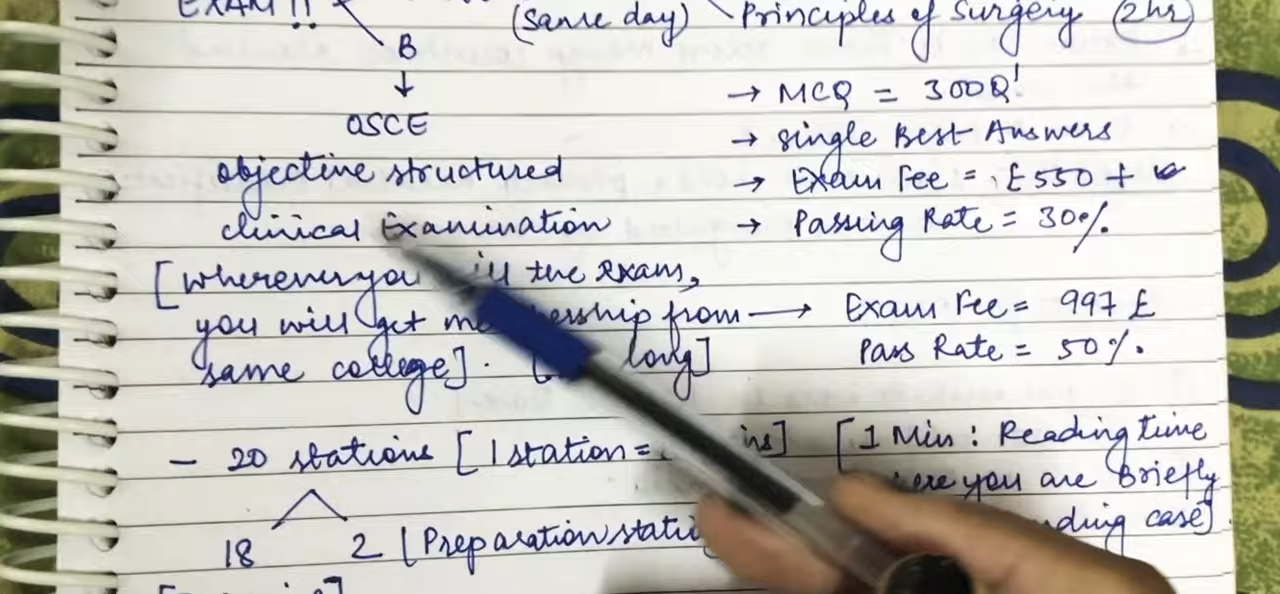 EXAM !!
(same day) Principles of Surgery (2hr)
B
→ MCQ = 300Q'
OSCE
→ single Best Answers
objective structured
→ Exam Fee = £550 +
clinical Examination
→ Passing Rate = 30%.
[wherever you the exam,
you will get from → Exam Fee = 997 £
same college]. [ long]
Pass Rate = 50%.
- 20 stations [1 station = ] [1 Min : Reading time
you are Briefly
18 2 [Preparation case]